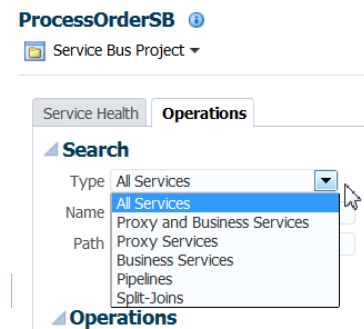 ProcessOrderSB
Service Bus Project
Service Health Operations
Search
Type All Services
All Services
Name Proxy and Business Services
Path Proxy Services
Business Services
Pipelines
Split-Joins
Operations